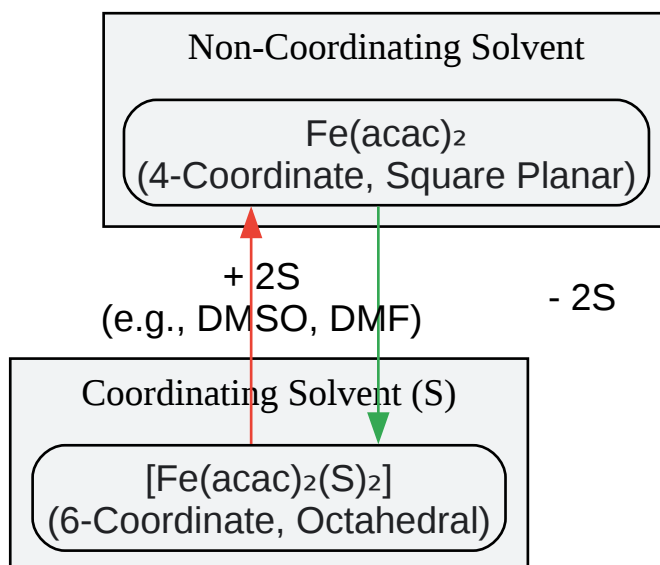 Non-Coordinating Solvent
Fe(acac)₂
(4-Coordinate, Square Planar)
+ 2S
(e.g., DMSO, DMF)
- 2S
Coordinating Solvent (S)
[Fe(acac)₂(S)₂]
(6-Coordinate, Octahedral)